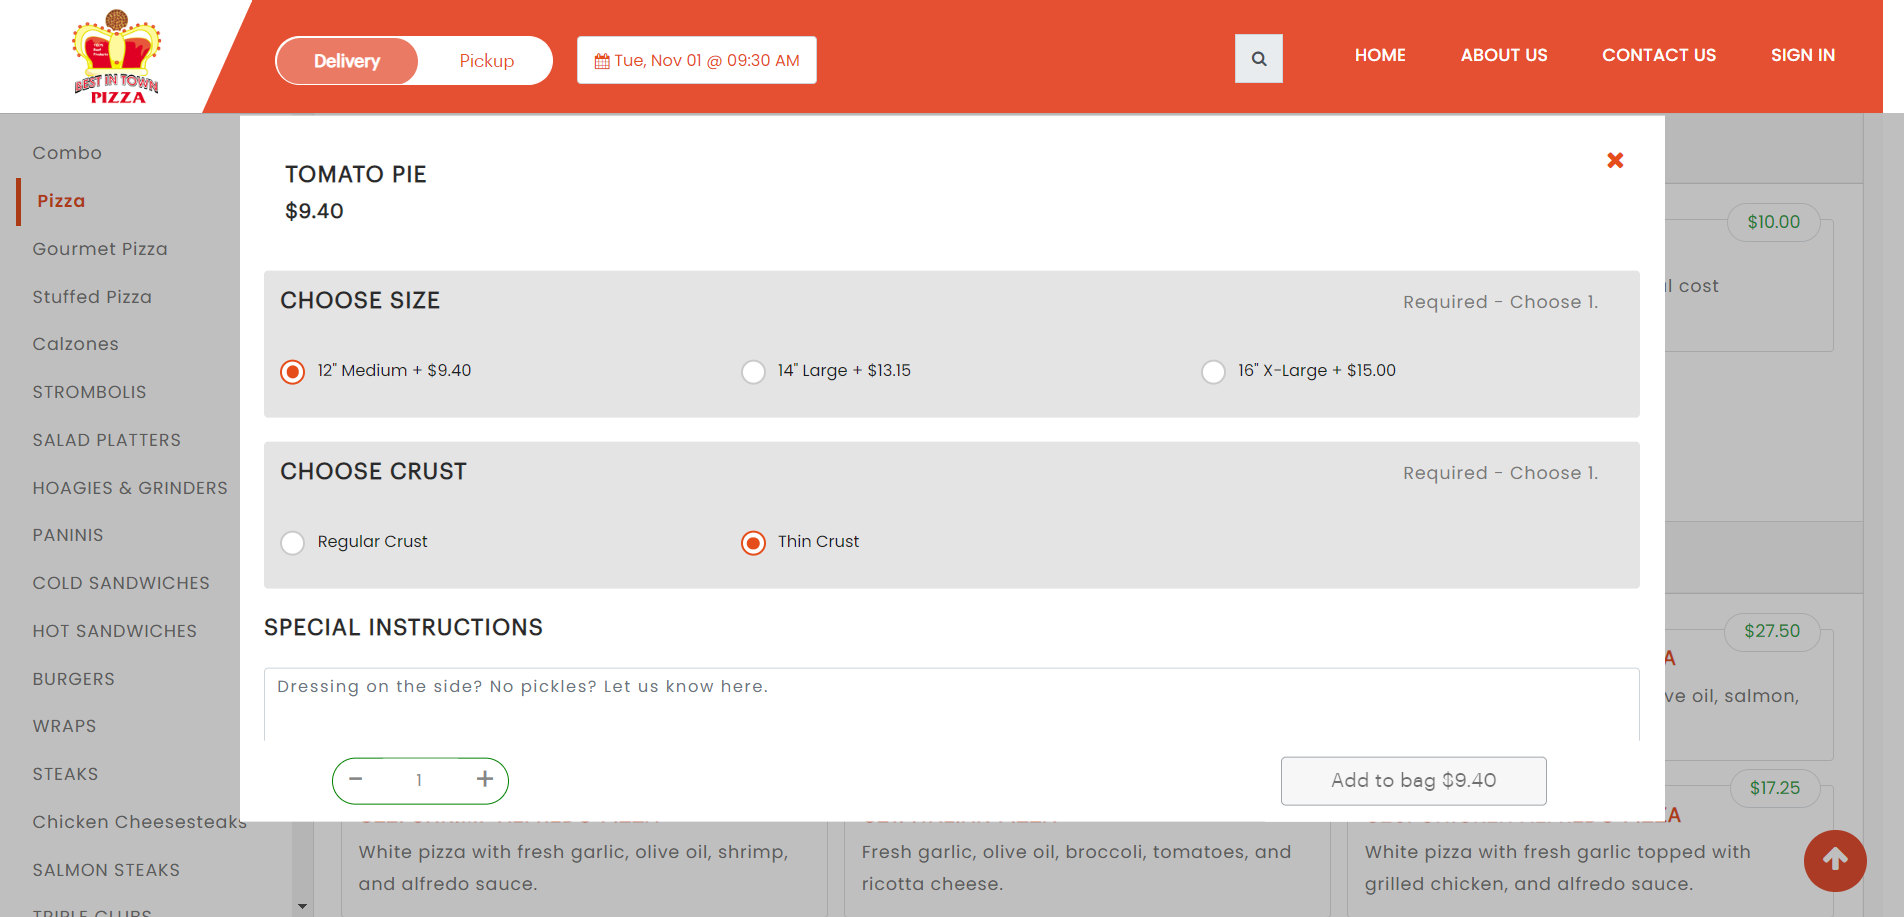 BEST IN TOWN
PIZZA
Delivery
Pickup
Tue, Nov 01 @ 09:30 AM
HOME
ABOUT US
CONTACT US
SIGN IN
Combo
Pizza
Gourmet Pizza
Stuffed Pizza
Calzones
STROMBOLIS
SALAD PLATTERS
HOAGIES & GRINDERS
PANINIS
COLD SANDWICHES
HOT SANDWICHES
BURGERS
WRAPS
STEAKS
Chicken Cheesesteaks
SALMON STEAKS
TRIPLE CLUBS
TOMATO PIE
$9.40
CHOOSE SIZE
Required - Choose 1.
12" Medium + $9.40
14" Large + $13.15
16" X-Large + $15.00
CHOOSE CRUST
Required - Choose 1.
Regular Crust
Thin Crust
SPECIAL INSTRUCTIONS
Dressing on the side? No pickles? Let us know here.
1
Add to bag $9.40
$10.00
cost
$27.50
oil, salmon,
$17.25
White pizza with fresh garlic, olive oil, shrimp,
and alfredo sauce.
Fresh garlic, olive oil, broccoli, tomatoes, and
ricotta cheese.
White pizza with fresh garlic topped with
grilled chicken, and alfredo sauce.